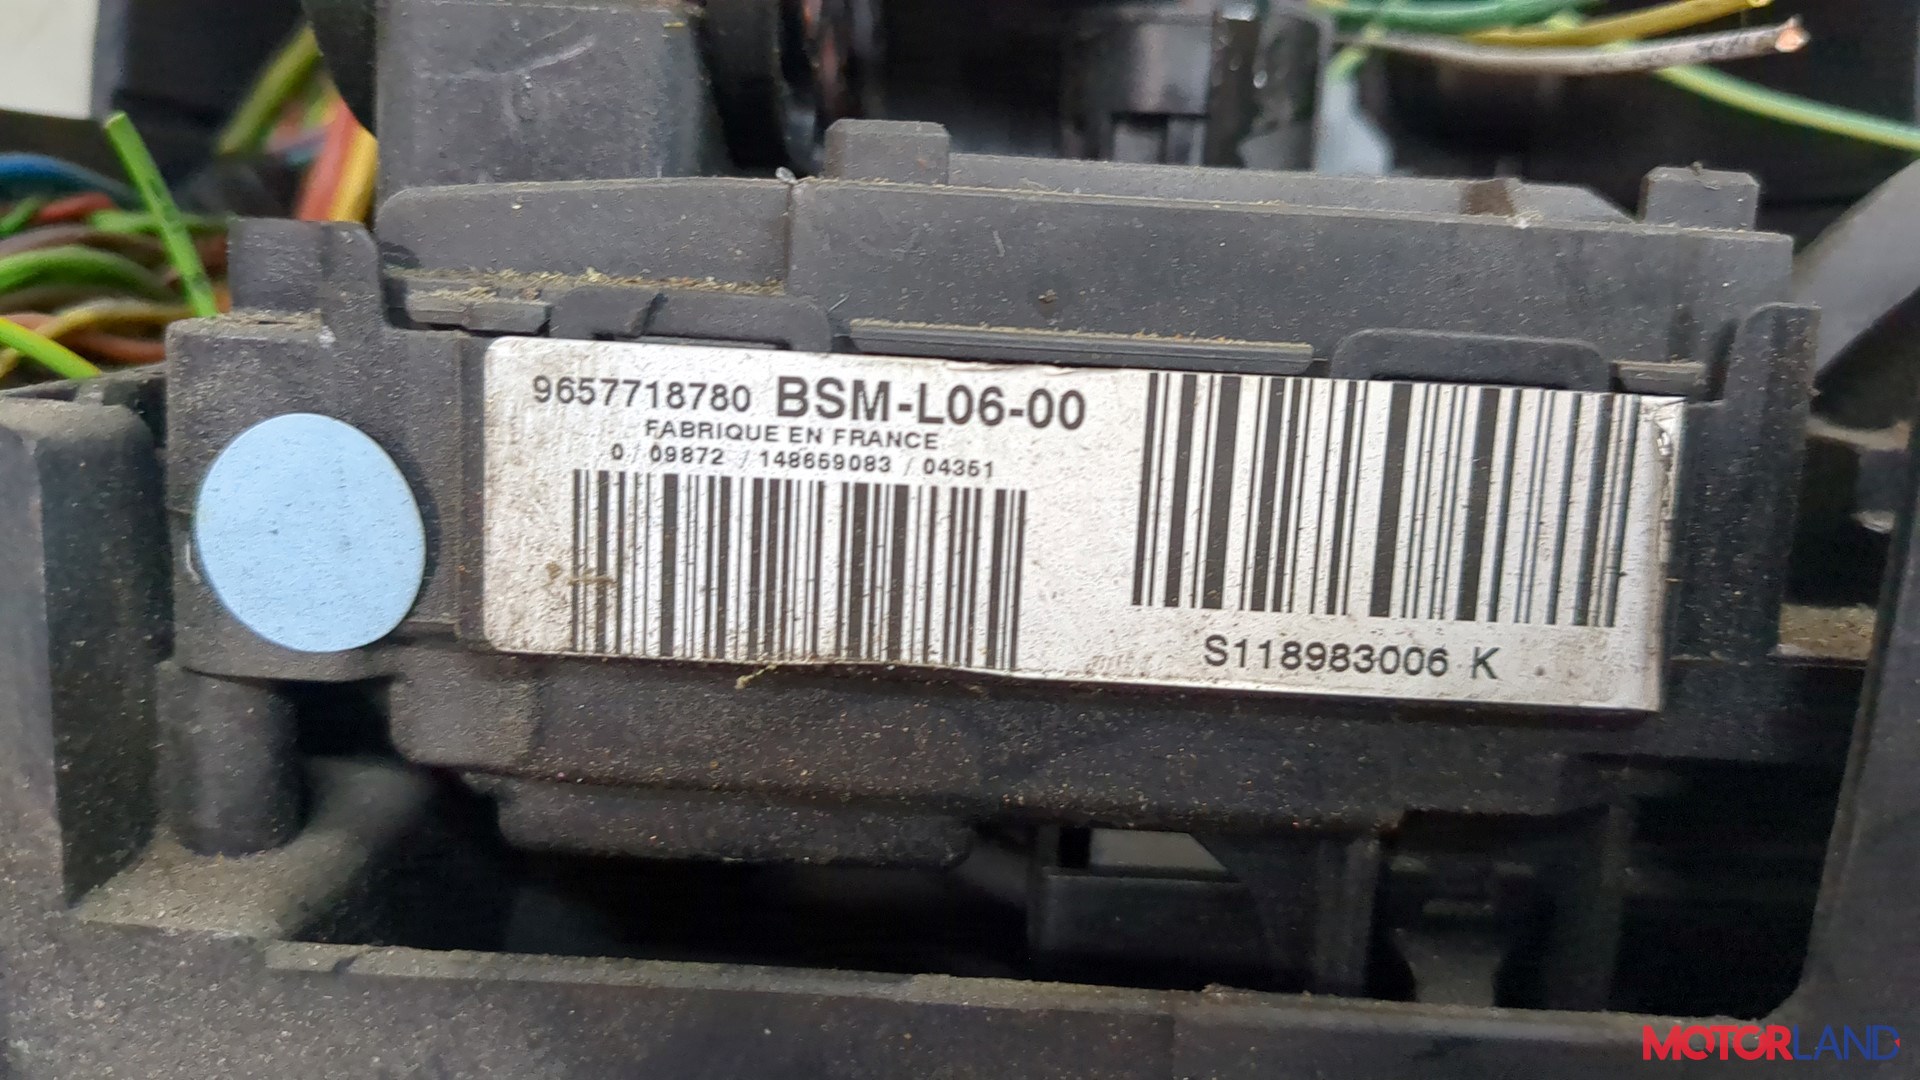 9657718780 BSM-L06-00
FABRIQUE EN FRANCE
0 / 09872 / 148659083 / 04351
S118983006 K
MOTORLAND